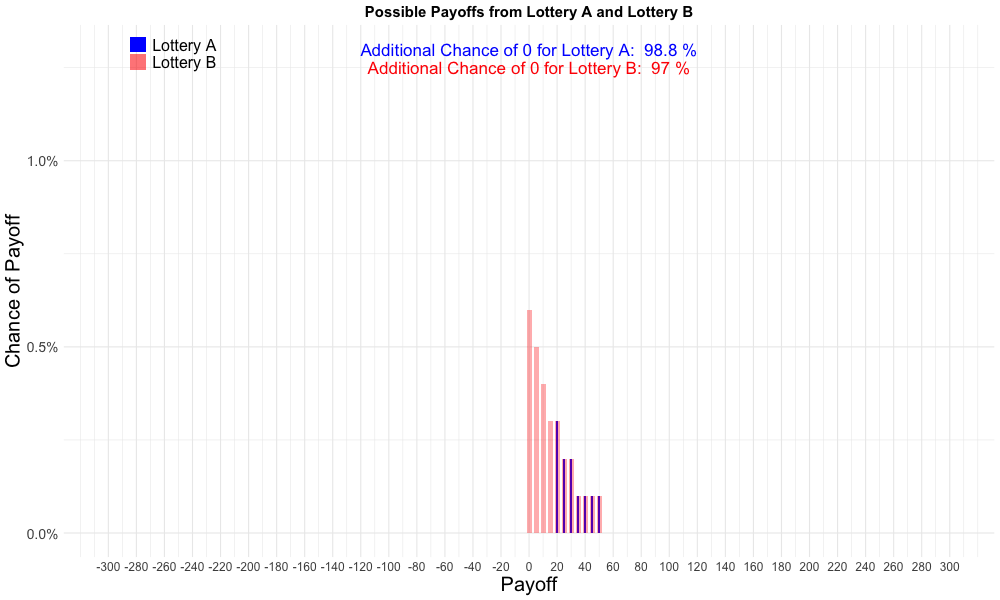 Possible Payoffs from Lottery A and Lottery B
Lottery A
Lottery B
Additional Chance of 0 for Lottery A:  98.8 %
Additional Chance of 0 for Lottery B:  97 %
Chance of Payoff
1.0%
0.5%
0.0%
-300 -280 -260 -240 -220 -200 -180 -160 -140 -120 -100 -80 -60 -40 -20 0 20 40 60 80 100 120 140 160 180 200 220 240 260 280 300
Payoff